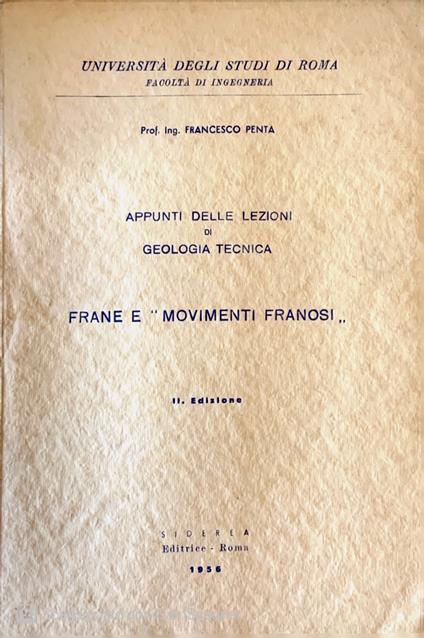 UNIVERSITÀ DEGLI STUDI DI ROMA
FACOLTÀ DI INGEGNERIA
Prof. Ing. FRANCESCO PENTA
APPUNTI DELLE LEZIONI
DI
GEOLOGIA TECNICA
FRANE E " MOVIMENTI FRANOSI „
II. Edizione
SIDEREA
Editrice - Roma
1956